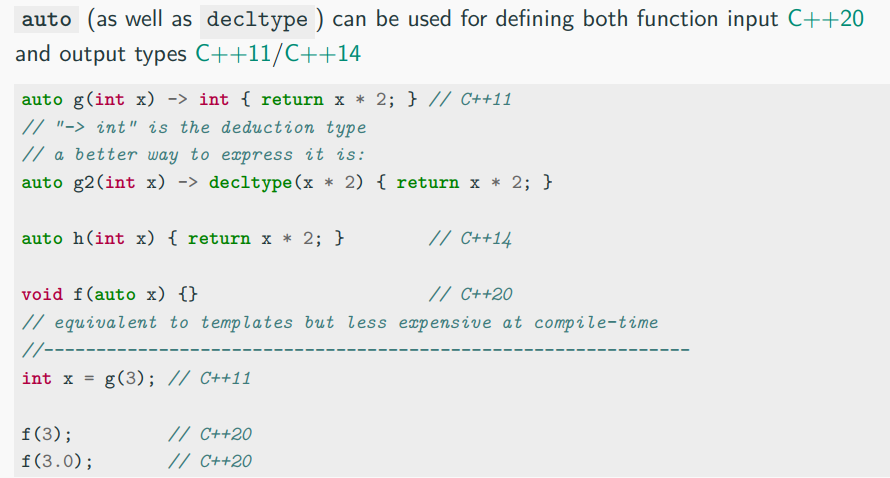 auto (as well as decltype) can be used for defining both function input C++20
and output types C++11/C++14
auto g(int x) -> int { return x * 2; } // C++11
// "-> int" is the deduction type
// a better way to express it is:
auto g2(int x) -> decltype(x * 2) { return x * 2; }
auto h(int x) { return x * 2; } // C++14
void f(auto x) {} // C++20
// equivalent to templates but less expensive at compile-time
//--------------------------------------------------------------
int x = g(3); // C++11
f(3); // C++20
f(3.0); // C++20